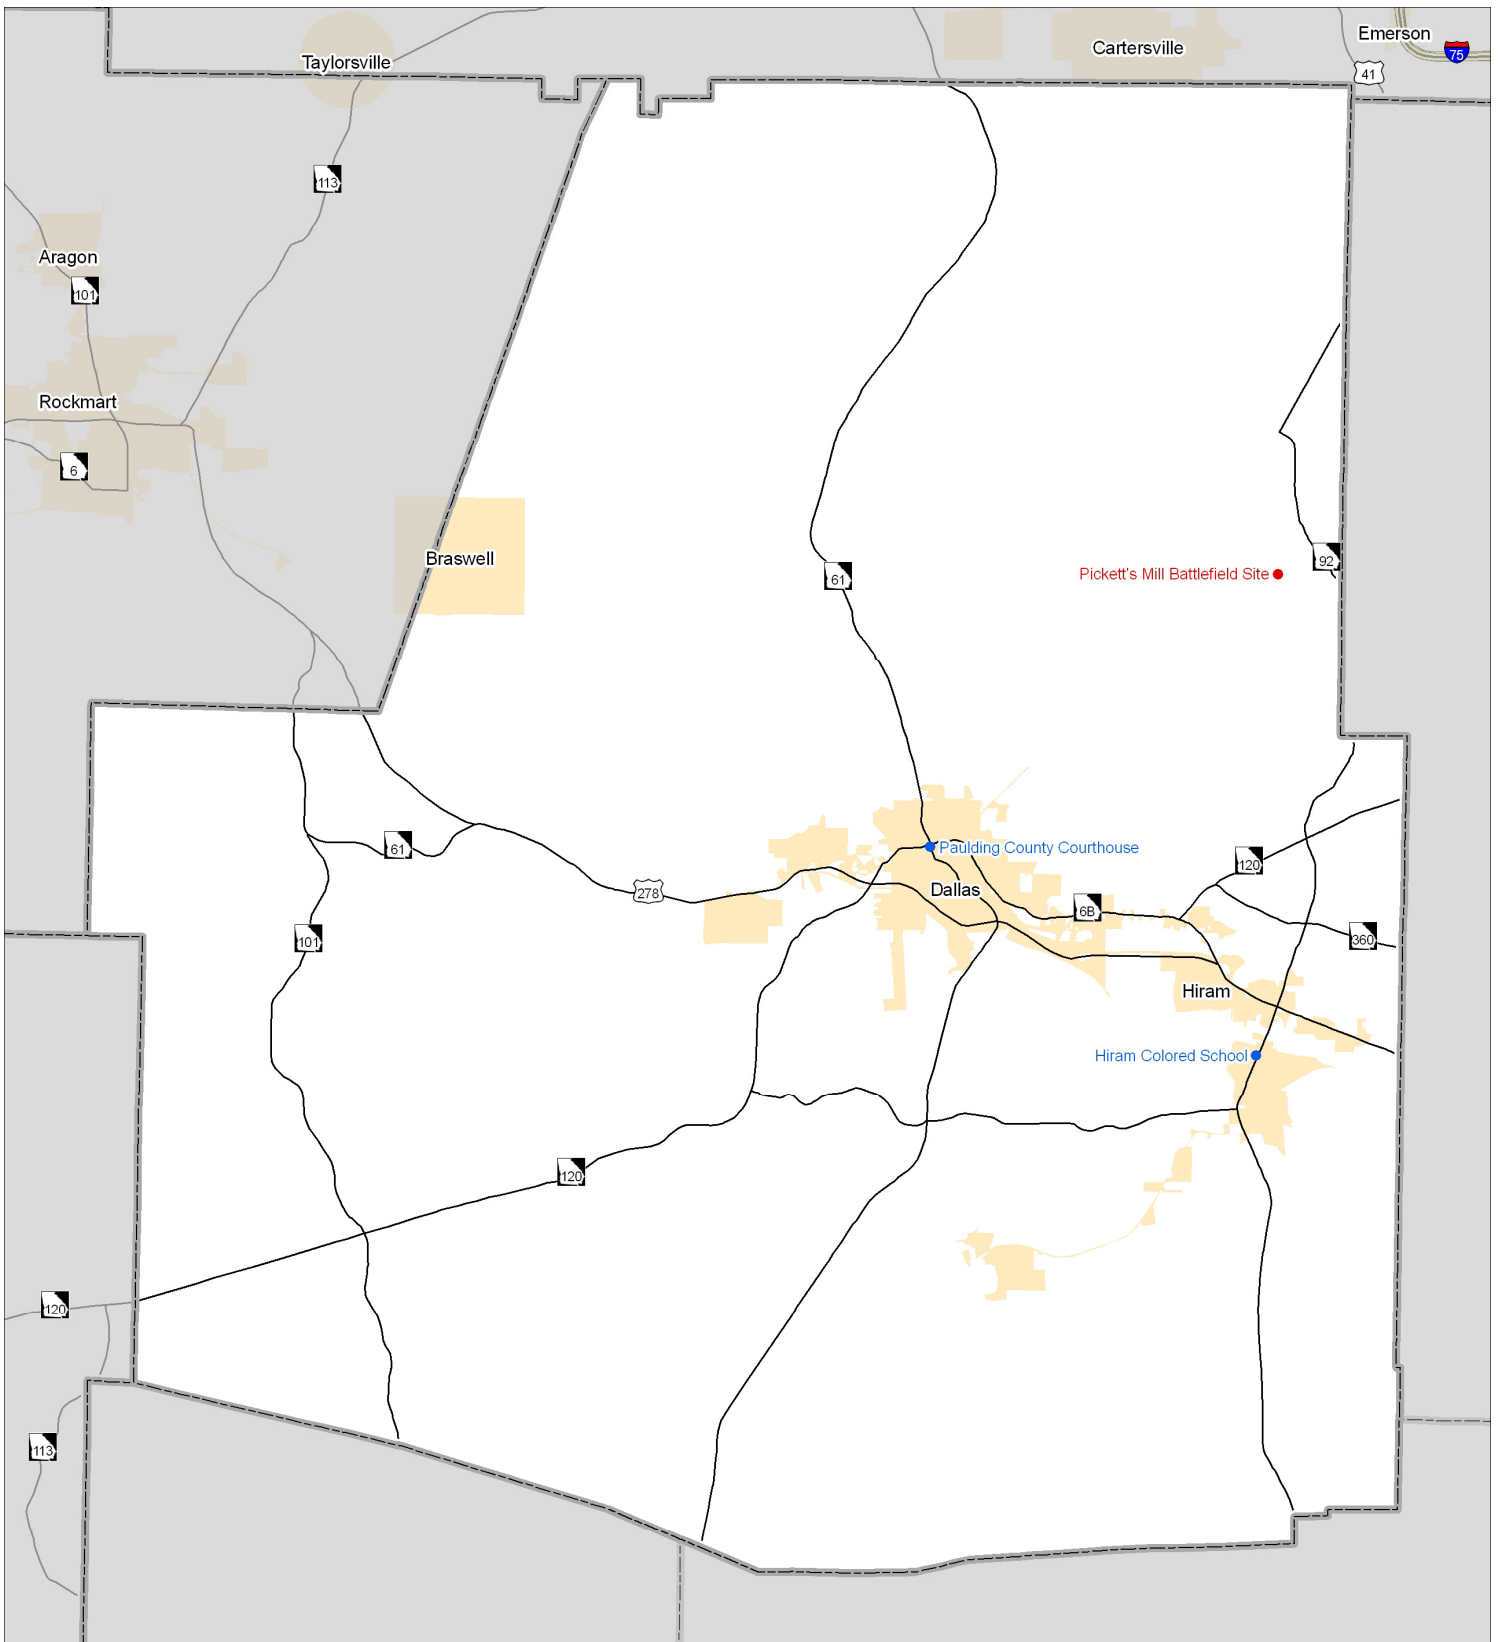 Emerson
Cartersville
75
Taylorsville
41
113
Aragon
101
Rockmart
6
Braswell
92
Pickett's Mill Battlefield Site
61
61
Paulding County Courthouse
120
278
Dallas
6B
101
360
Hiram
Hiram Colored School
120
120
113